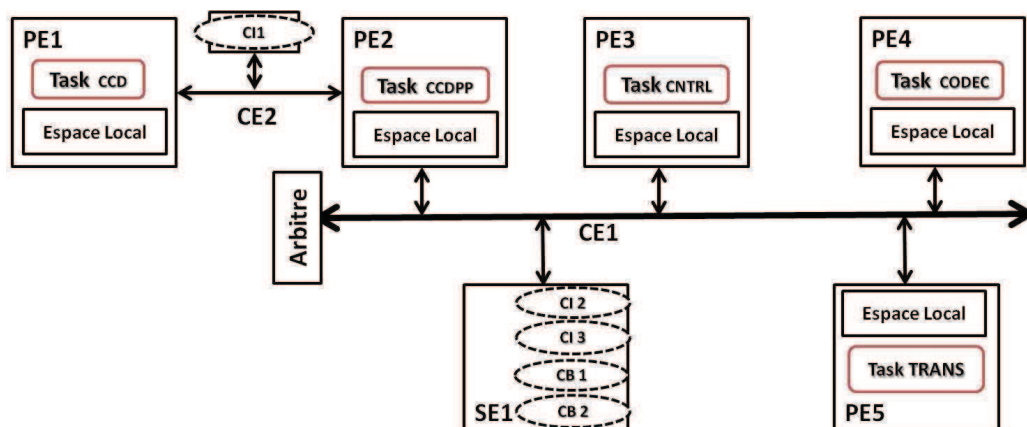 PE1
Task CCD
Espace Local
CI1
CE2
PE2
Task CCDPP
Espace Local
PE3
Task CNTRL
Espace Local
PE4
Task CODEC
Espace Local
Arbitre
CE1
CI 2
CI 3
CB 1
CB 2
SE1
Espace Local
Task TRANS
PE5